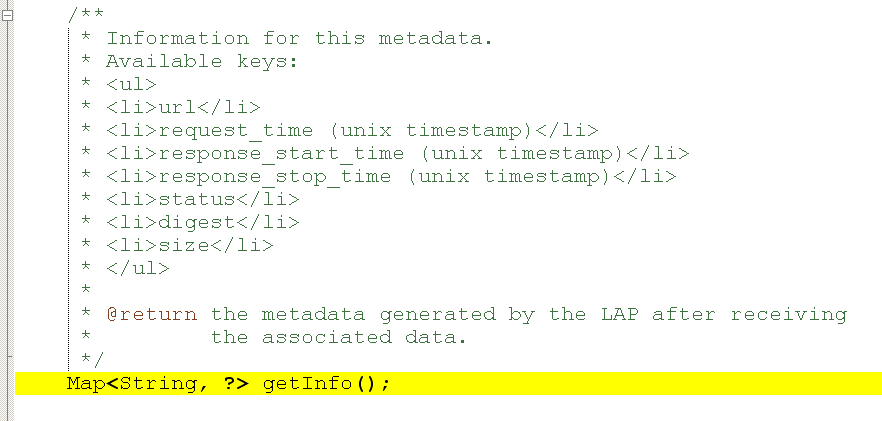 /**
* Information for this metadata.
* Available keys:
* <ul>
* <li>url</li>
* <li>request_time (unix timestamp)</li>
* <li>response_start_time (unix timestamp)</li>
* <li>response_stop_time (unix timestamp)</li>
* <li>status</li>
* <li>digest</li>
* <li>size</li>
* </ul>
*
* @return the metadata generated by the LAP after receiving
*         the associated data.
*/
Map<String, ?> getInfo();